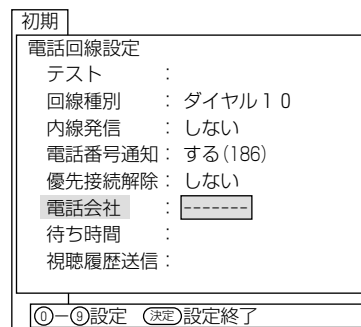 初期
電話回線設定
テスト　　　：
回線種別　　：ダイヤル１０
内線発信　　：しない
電話番号通知：する(186)
優先接続解除：しない
電話会社　　：-------
待ち時間　　：
視聴履歴送信：
⓪－⑨設定　決定 設定終了